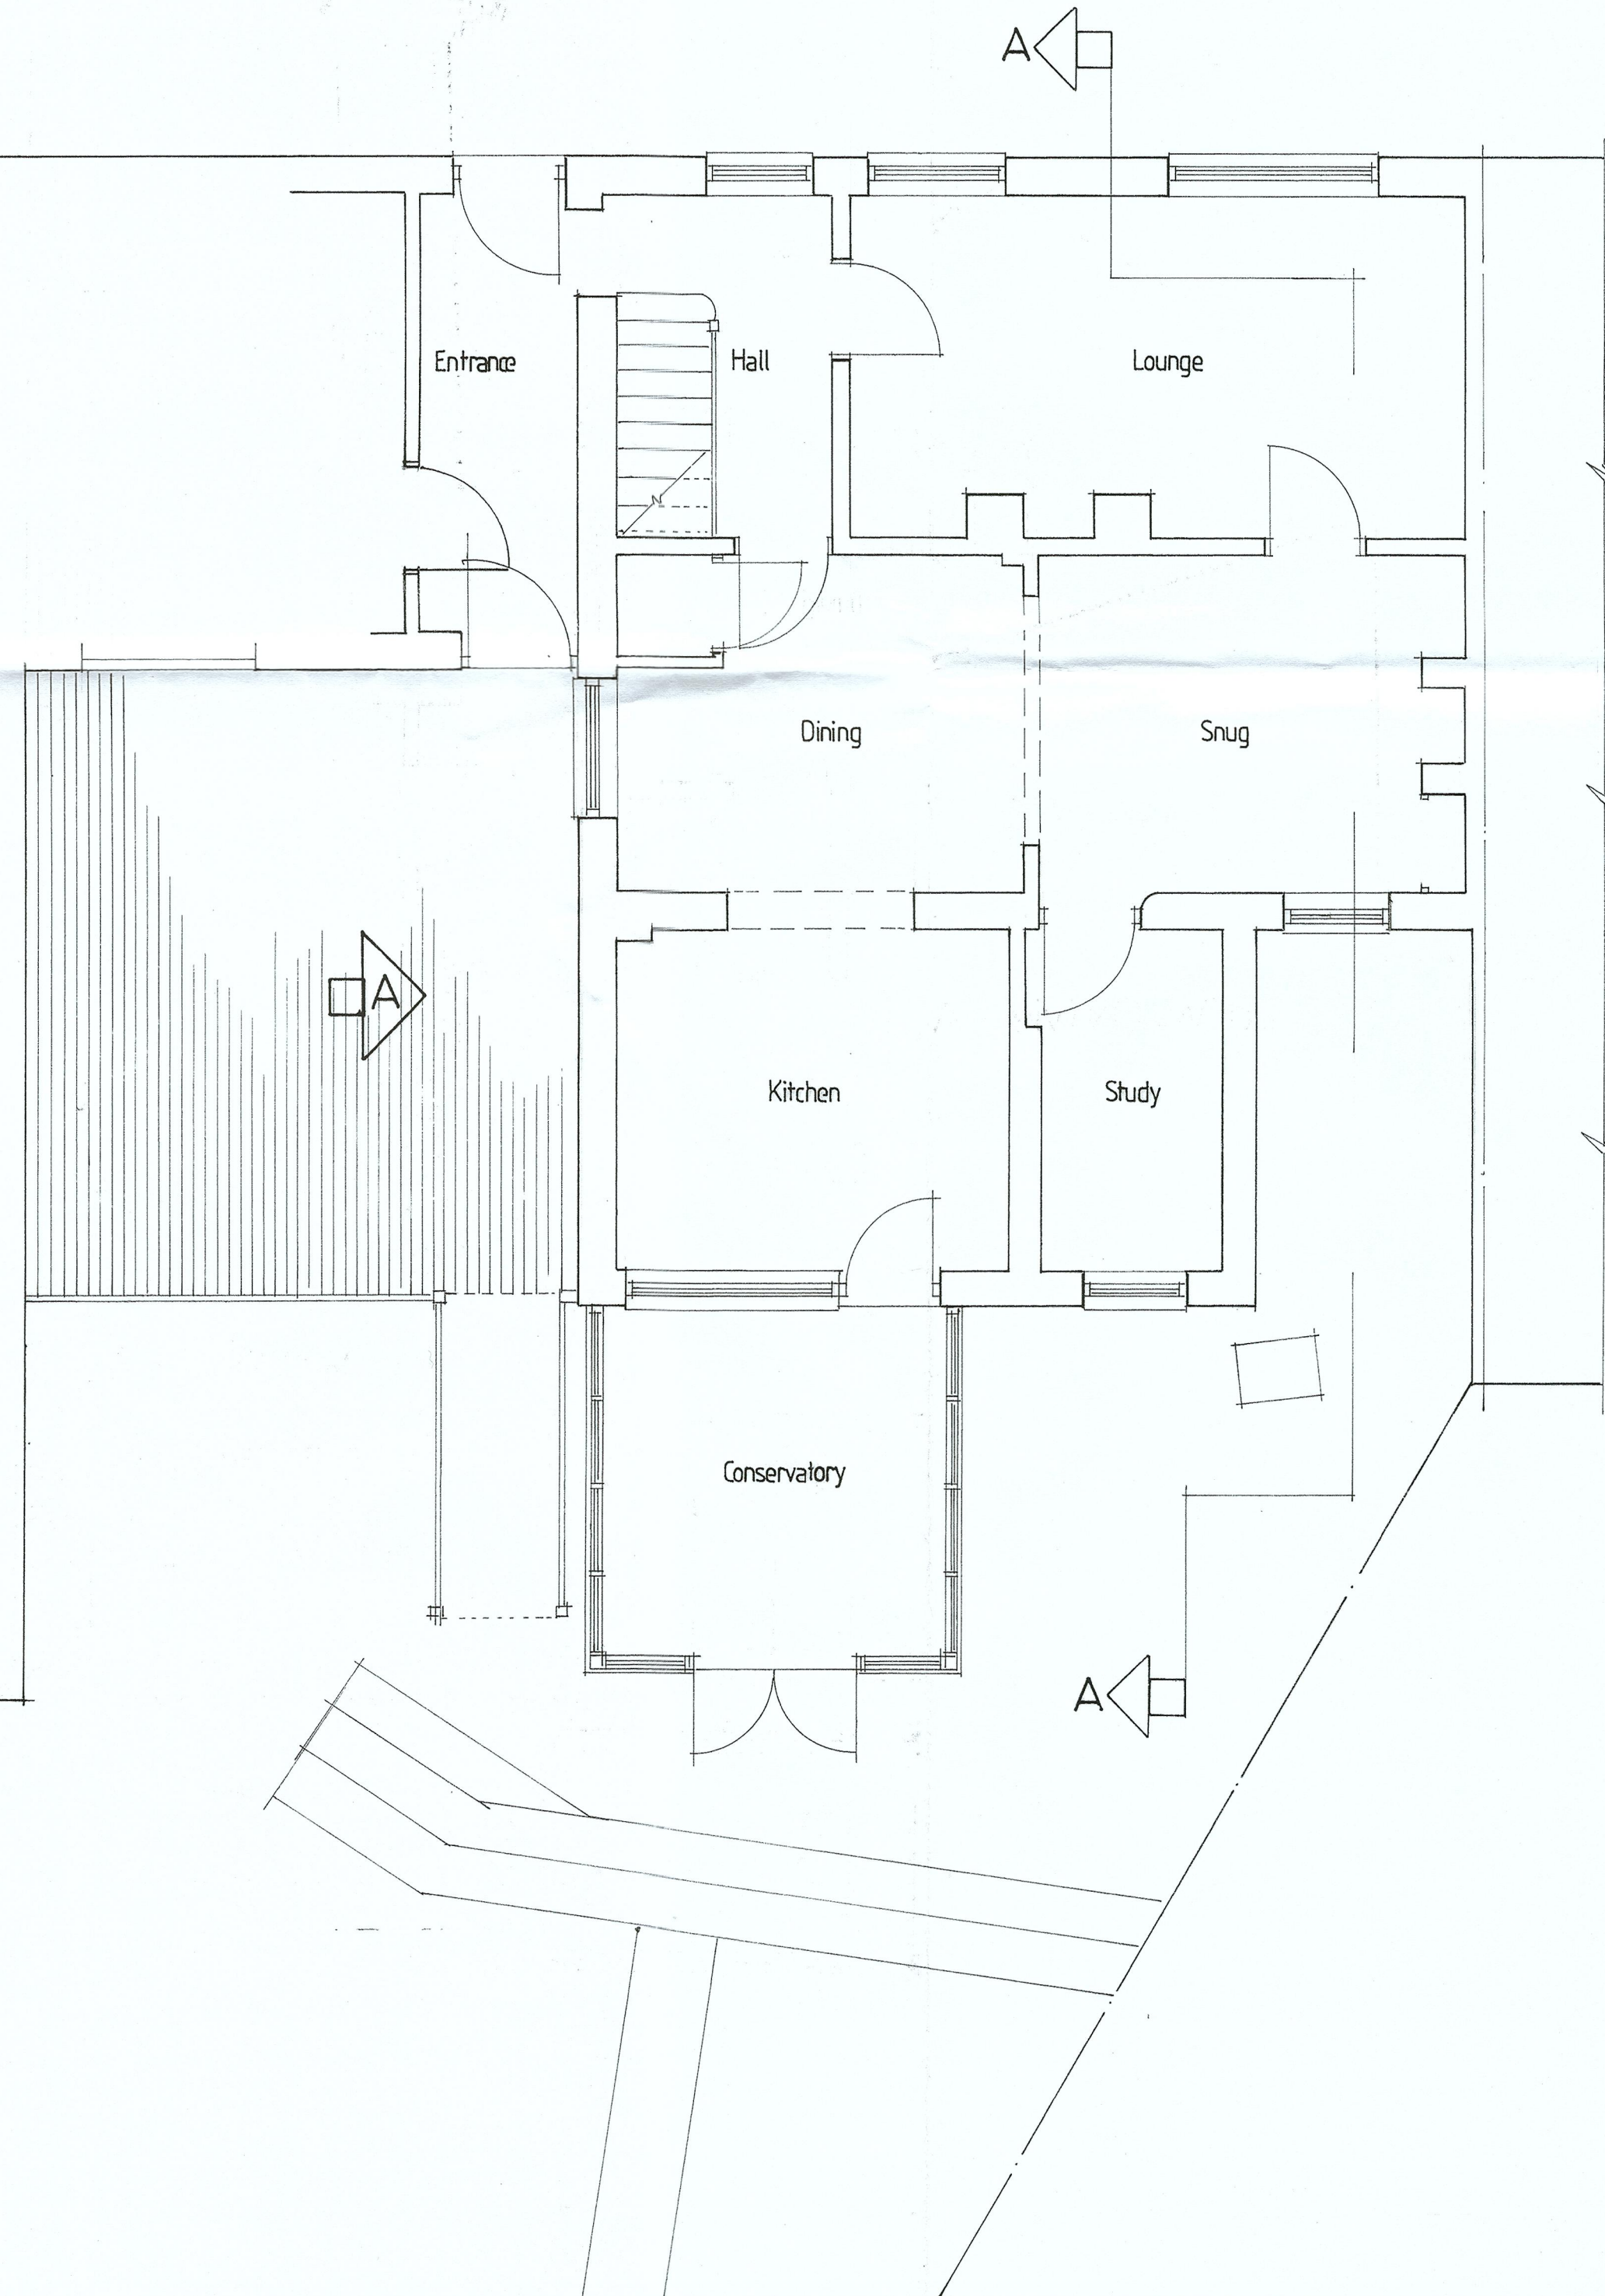 A
Entrance
Hall
Lounge
Dining
Snug
A
Kitchen
Study
Conservatory
A